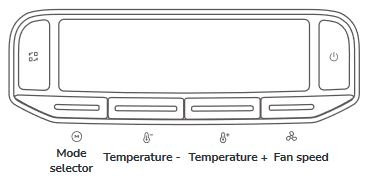 M
Mode Temperature - Temperature + Fan speed
selector